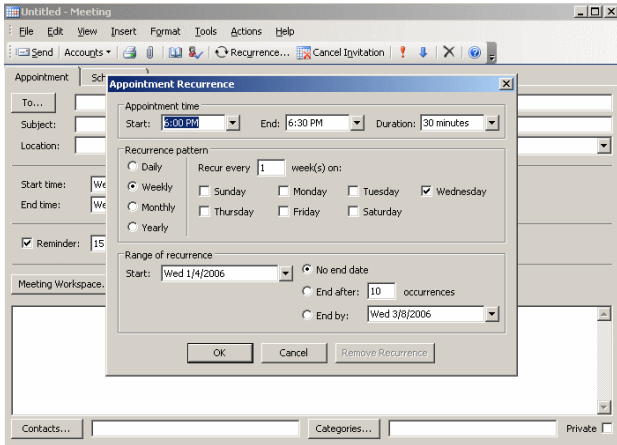 Untitled - Meeting
File Edit View Insert Format Tools Actions Help
Send Accounts Recurrence... Cancel Invitation
Appointment Sch
Appointment Recurrence
To...
Subject:
Location:
Appointment time
Start: 6:00 PM End: 6:30 PM Duration: 30 minutes
Recurrence pattern
Daily Recur every 1 week(s) on:
Weekly Sunday Monday Tuesday Wednesday
Monthly Thursday Friday Saturday
Yearly
Start time: We
End time: We
Reminder: 15
Range of recurrence
Start: Wed 1/4/2006 No end date
End after: 10 occurrences
End by: Wed 3/8/2006
Meeting Workspace.
OK Cancel Remove Recurrence
Contacts... Categories... Private